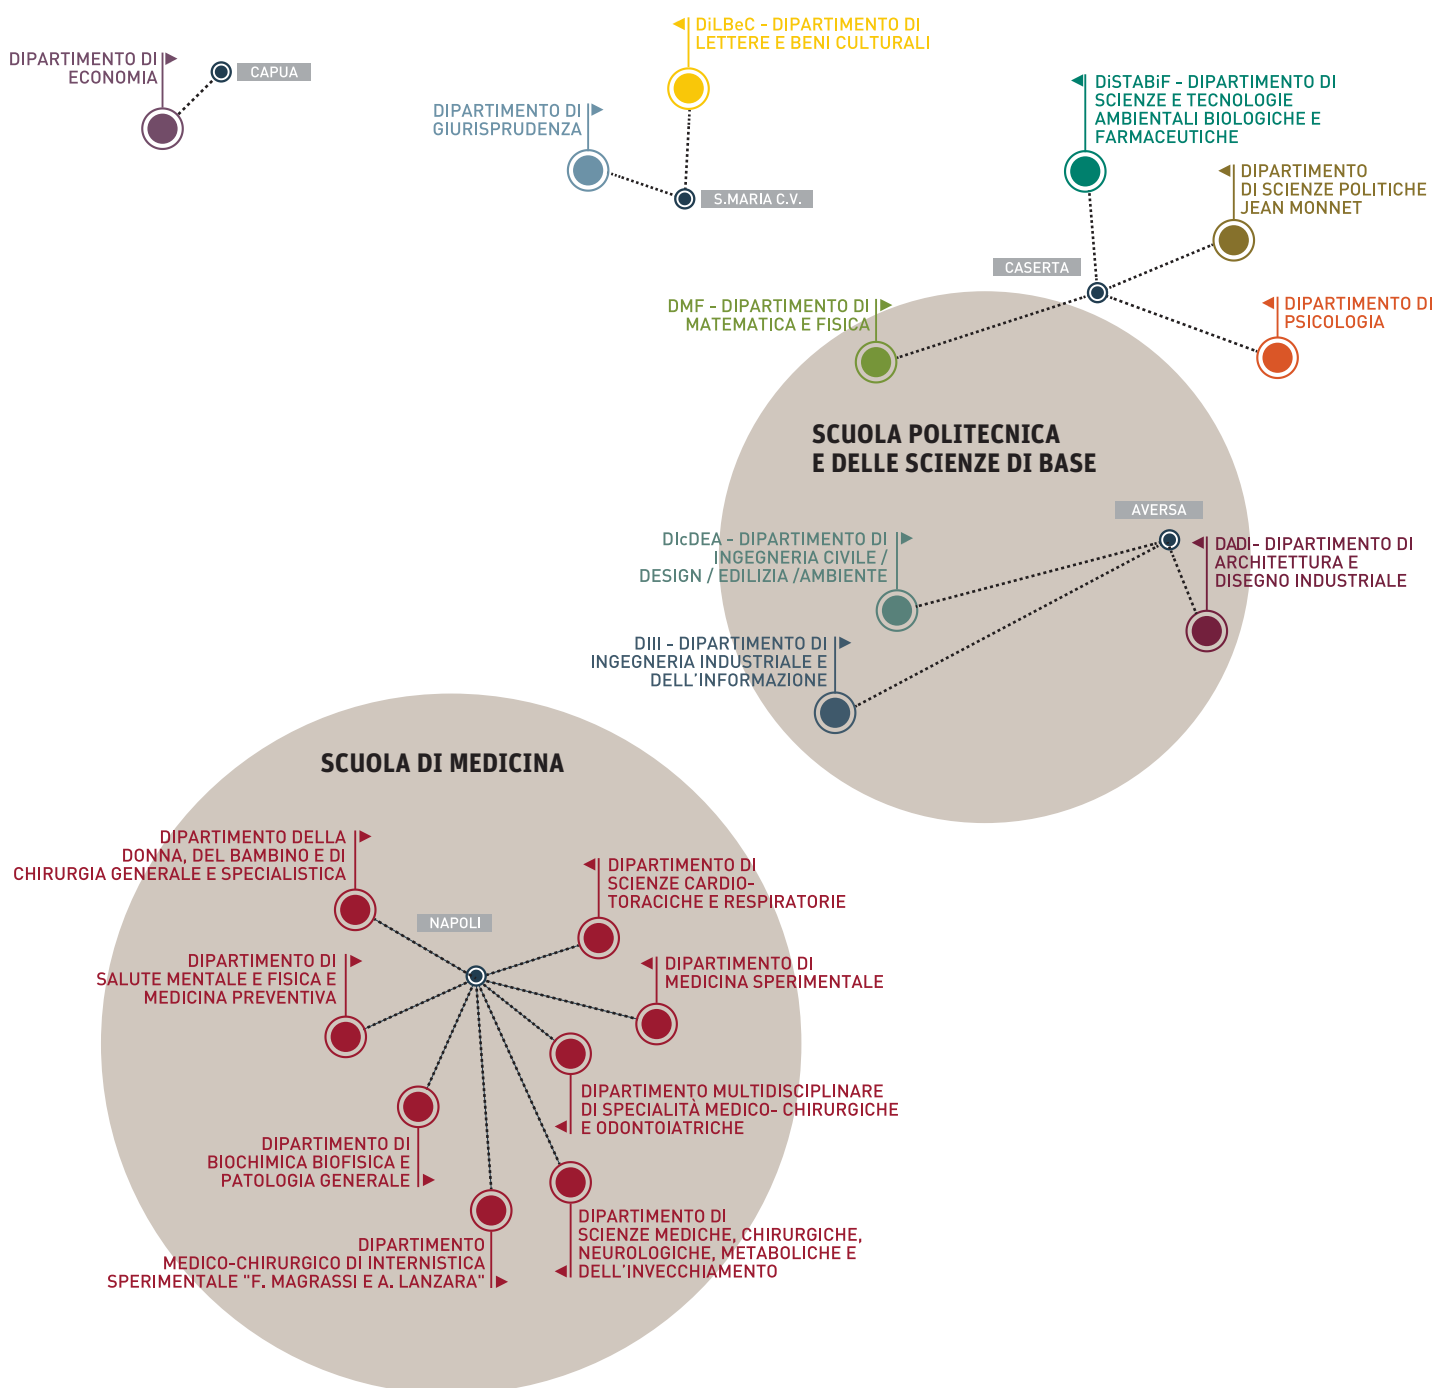 DIPARTIMENTO DI
ECONOMIA
CAPUA
DiLBeC - DIPARTIMENTO DI
LETTERE E BENI CULTURALI
DIPARTIMENTO DI
GIURISPRUDENZA
S.MARIA C.V.
DiSTABiF - DIPARTIMENTO DI
SCIENZE E TECNOLOGIE
AMBIENTALI BIOLOGICHE E
FARMACEUTICHE
DIPARTIMENTO
DI SCIENZE POLITICHE
JEAN MONNET
CASERTA
DMF - DIPARTIMENTO DI
MATEMATICA E FISICA
DIPARTIMENTO DI
PSICOLOGIA
SCUOLA POLITECNICA
E DELLE SCIENZE DI BASE
AVERSA
DIcDEA - DIPARTIMENTO DI
INGEGNERIA CIVILE /
DESIGN / EDILIZIA /AMBIENTE
DADI- DIPARTIMENTO DI
ARCHITETTURA E
DISEGNO INDUSTRIALE
DIII - DIPARTIMENTO DI
INGEGNERIA INDUSTRIALE E
DELL'INFORMAZIONE
SCUOLA DI MEDICINA
DIPARTIMENTO DELLA
DONNA, DEL BAMBINO E DI
CHIRURGIA GENERALE E SPECIALISTICA
DIPARTIMENTO DI
SCIENZE CARDIO-
TORACICHE E RESPIRATORIE
NAPOLI
DIPARTIMENTO DI
SALUTE MENTALE E FISICA E
MEDICINA PREVENTIVA
DIPARTIMENTO DI
MEDICINA SPERIMENTALE
DIPARTIMENTO MULTIDISCIPLINARE
DI SPECIALITÀ MEDICO- CHIRURGICHE
E ODONTOIATRICHE
DIPARTIMENTO DI
BIOCHIMICA BIOFISICA E
PATOLOGIA GENERALE
DIPARTIMENTO DI
SCIENZE MEDICHE, CHIRURGICHE,
NEUROLOGICHE, METABOLICHE E
DELL'INVECCHIAMENTO
DIPARTIMENTO
MEDICO-CHIRURGICO DI INTERNISTICA
SPERIMENTALE "F. MAGRASSI E A. LANZARA"